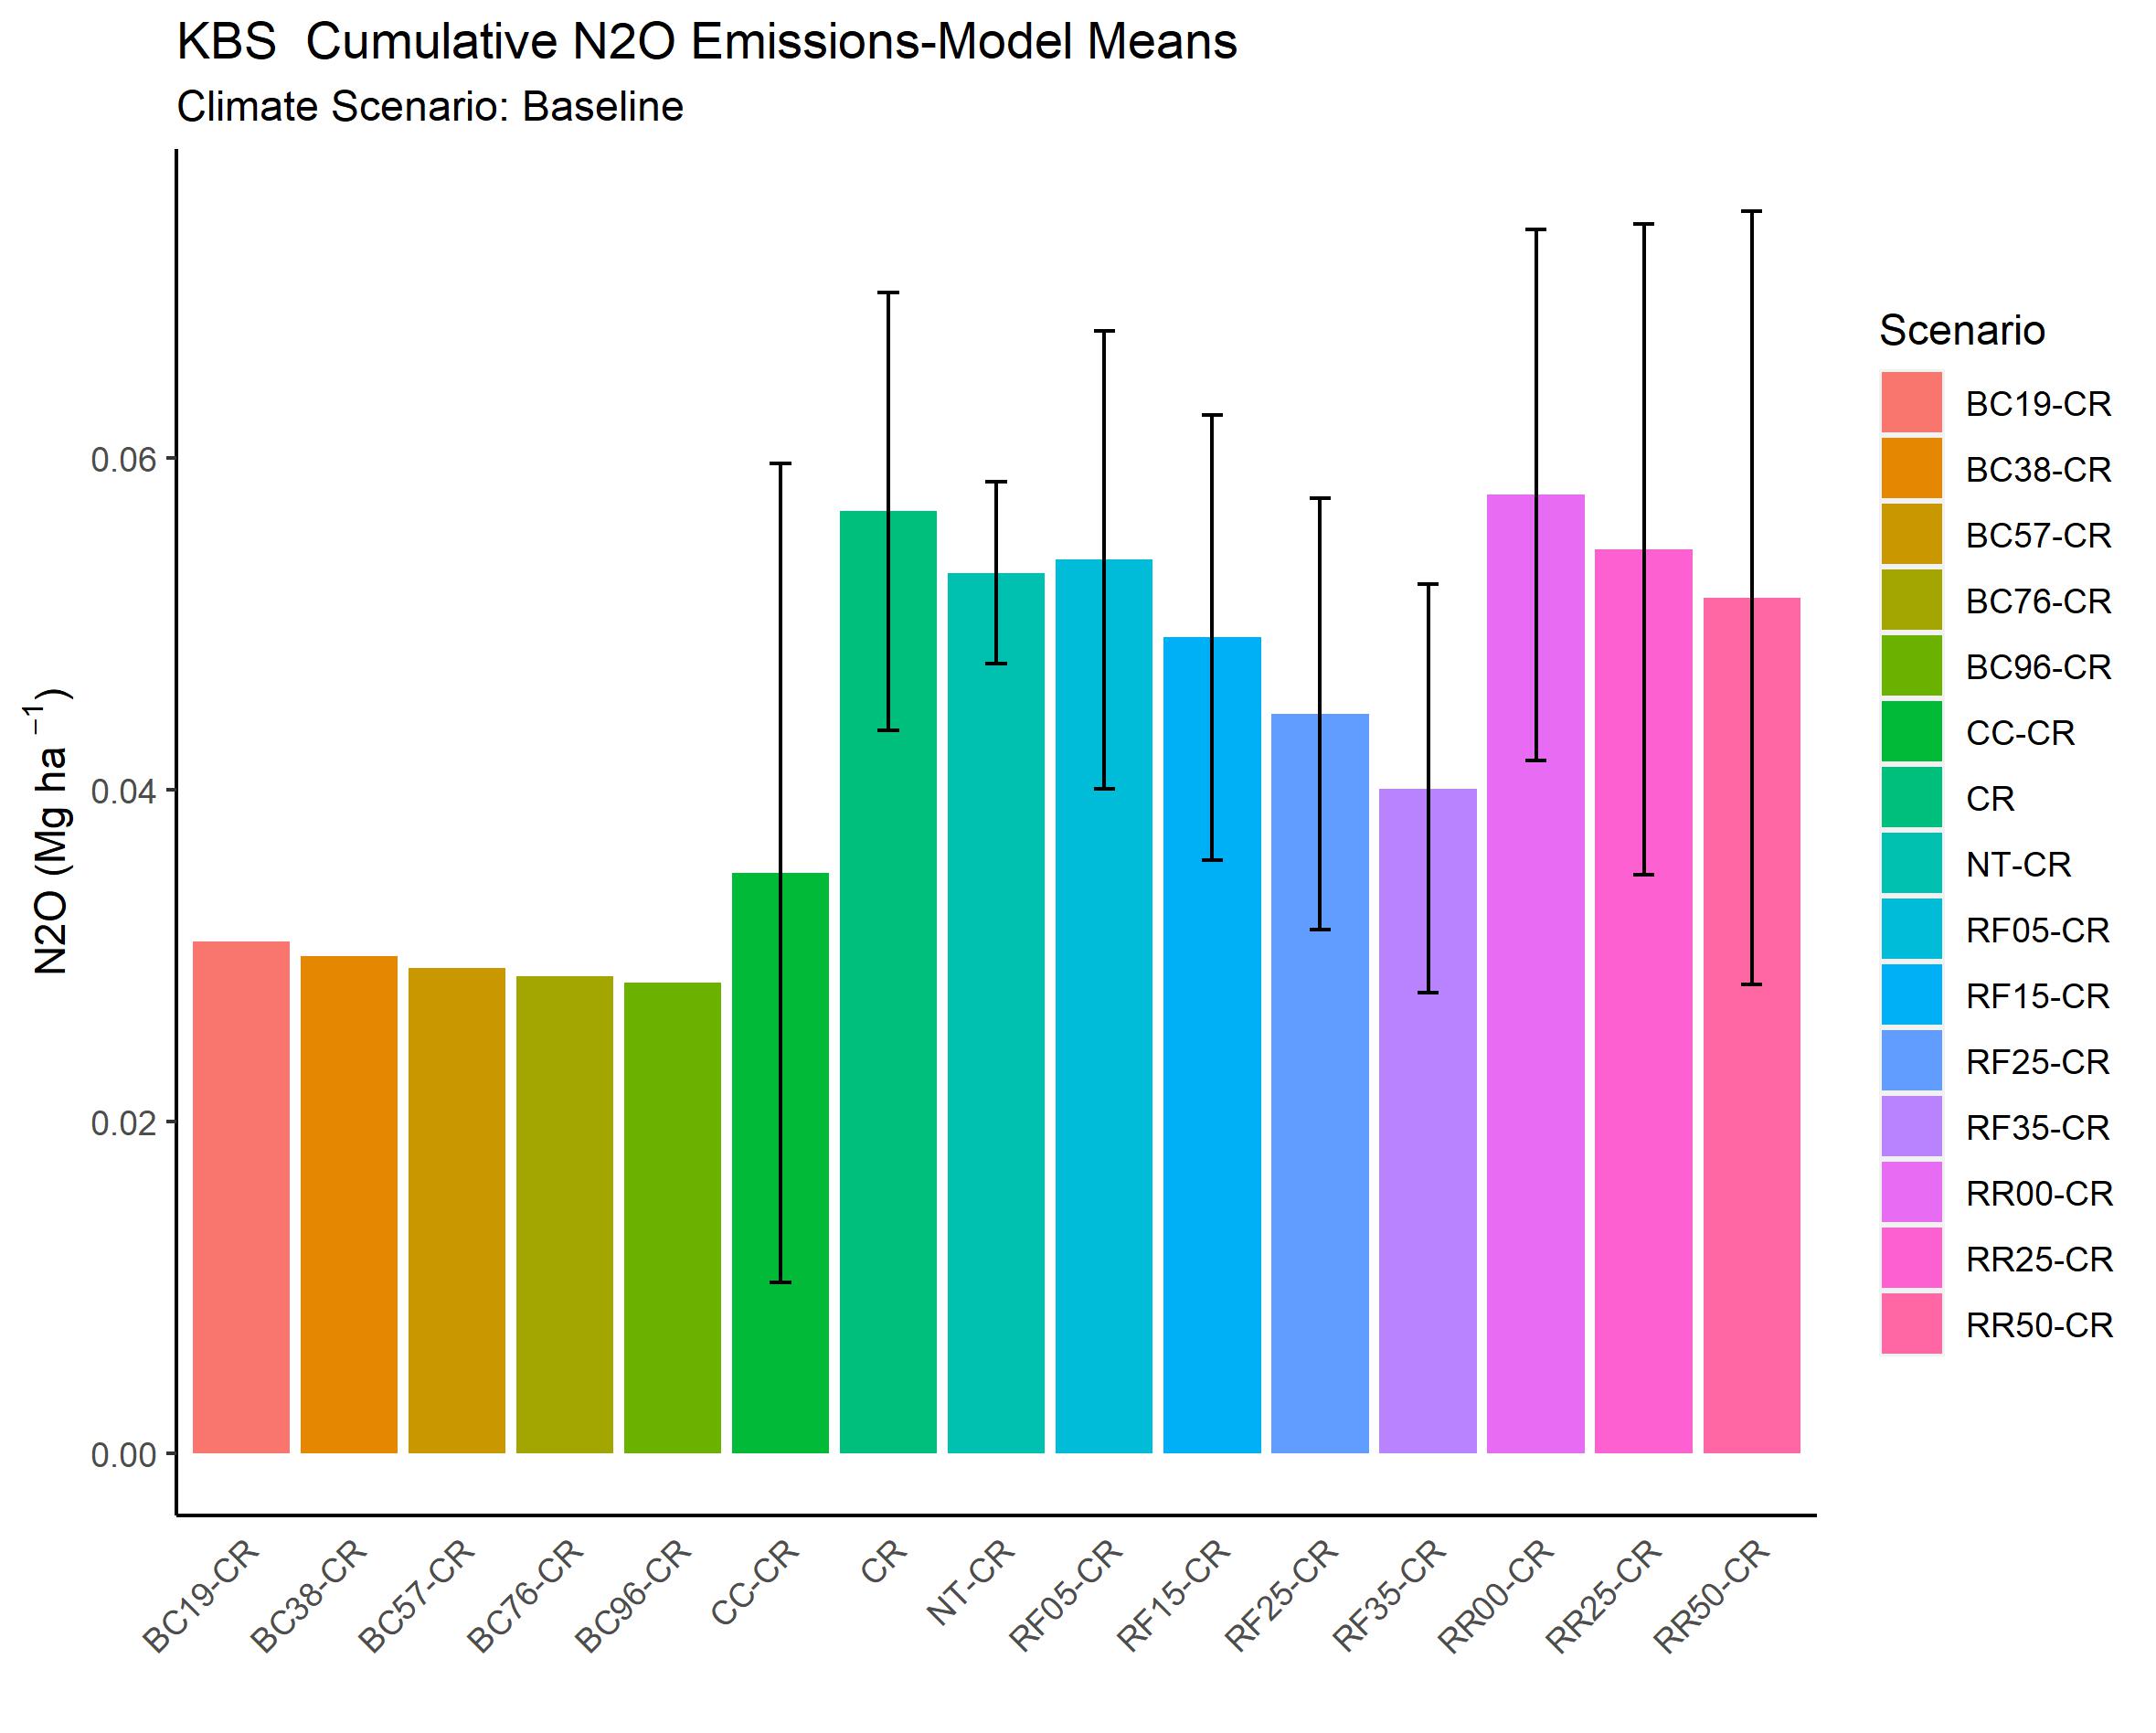 KBS  Cumulative N2O Emissions-Model Means
Climate Scenario: Baseline
N2O (Mg ha −1)
0.06
0.04
0.02
0.00
BC19-CR
BC38-CR
BC57-CR
BC76-CR
BC96-CR
CC-CR
CR
NT-CR
RF05-CR
RF15-CR
RF25-CR
RF35-CR
RR00-CR
RR25-CR
RR50-CR
Scenario
BC19-CR
BC38-CR
BC57-CR
BC76-CR
BC96-CR
CC-CR
CR
NT-CR
RF05-CR
RF15-CR
RF25-CR
RF35-CR
RR00-CR
RR25-CR
RR50-CR